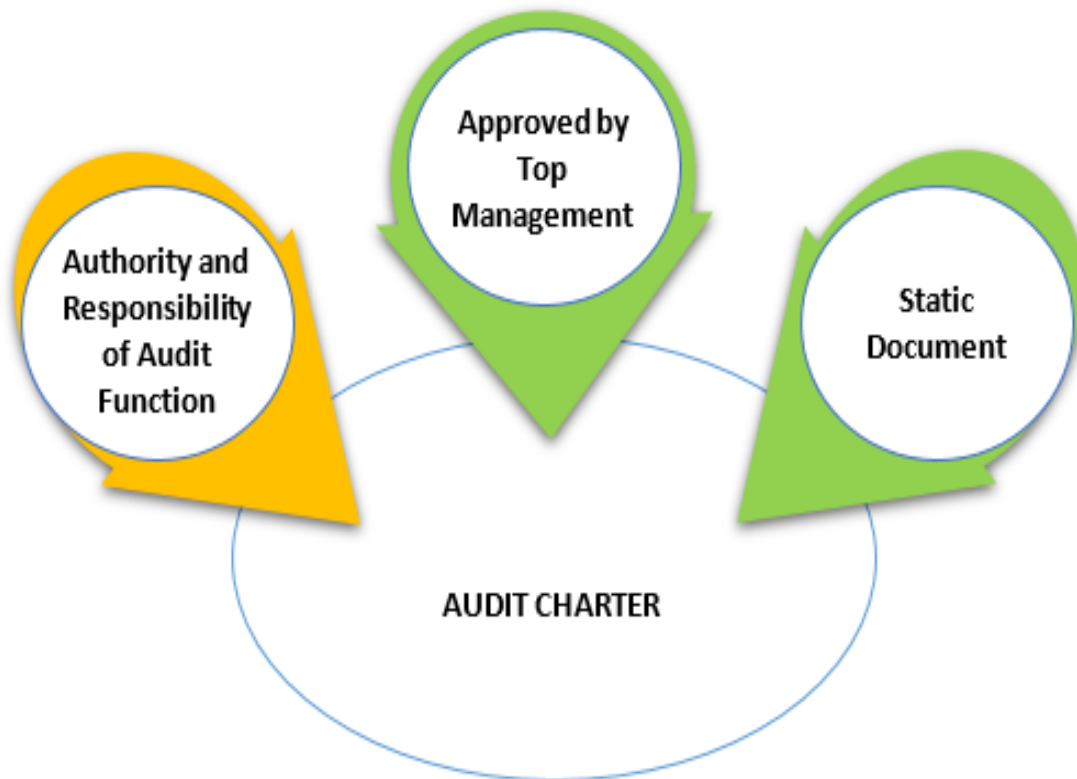 Approved by
Top
Management
Authority and
Responsibility
of Audit
Function
Static
Document
AUDIT CHARTER